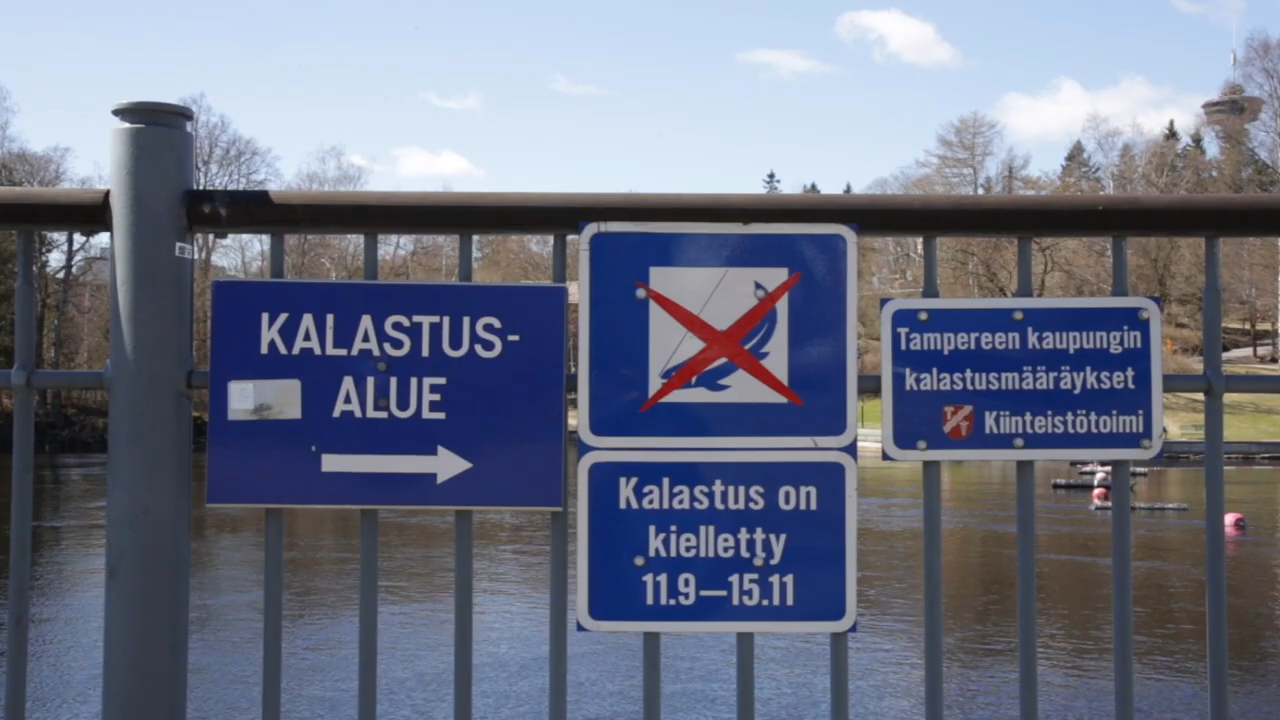 KALASTUS-
ALUE
Kalastus on
kielletty
11.9—15.11
Tampereen kaupungin
kalastusmääräykset
Kiinteistötoimi